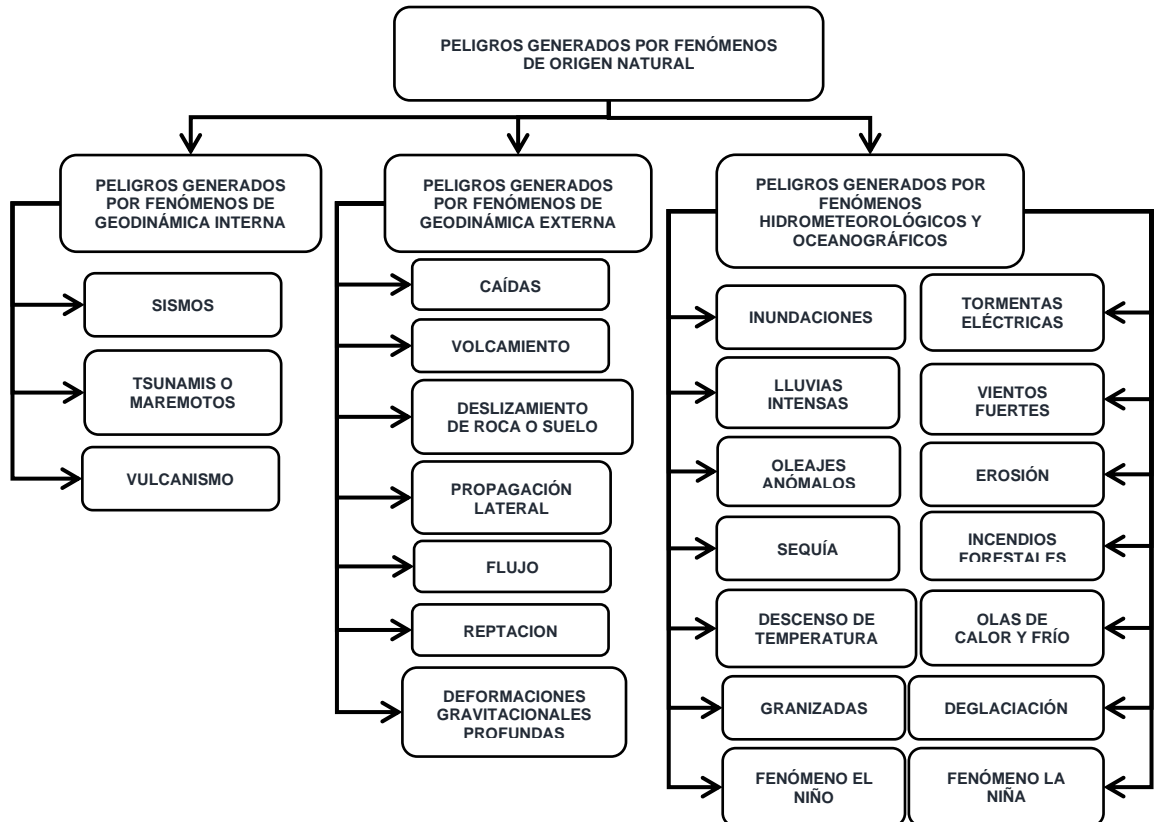 PELIGROS GENERADOS POR FENÓMENOS
DE ORIGEN NATURAL
PELIGROS GENERADOS
POR FENÓMENOS DE
GEODINÁMICA INTERNA
SISMOS
TSUNAMIS O
MAREMOTOS
VULCANISMO
PELIGROS GENERADOS
POR FENÓMENOS DE
GEODINÁMICA EXTERNA
CAÍDAS
VOLCAMIENTO
DESLIZAMIENTO
DE ROCA O SUELO
PROPAGACIÓN
LATERAL
FLUJO
REPTACION
DEFORMACIONES
GRAVITACIONALES
PROFUNDAS
PELIGROS GENERADOS POR
FENÓMENOS
HIDROMETEOROLÓGICOS Y
OCEANOGRÁFICOS
INUNDACIONES
LLUVIAS
INTENSAS
OLEAJES
ANÓMALOS
SEQUÍA
DESCENSO DE
TEMPERATURA
GRANIZADAS
FENÓMENO EL
NIÑO
TORMENTAS
ELÉCTRICAS
VIENTOS
FUERTES
EROSIÓN
INCENDIOS
FORESTALES
OLAS DE
CALOR Y FRÍO
DEGLACIACIÓN
FENÓMENO LA
NIÑA